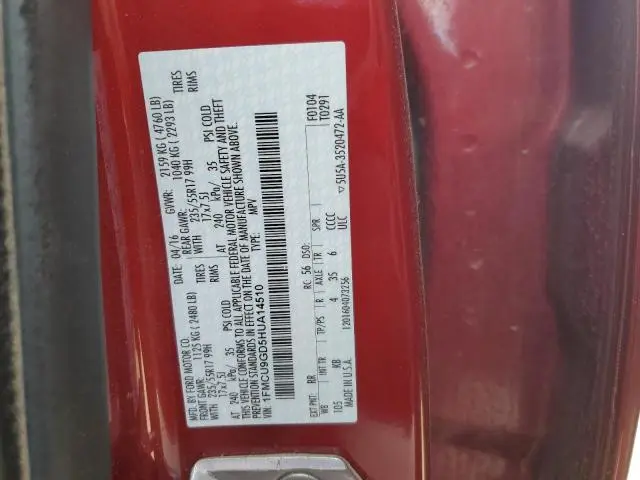 MFD. BY FORD MOTOR CO.
DATE: 04/16 GVWR: 2159 KG ( 4760 LB)
FRONT GAWR: 1125 KG ( 2480 LB) REAR GAWR: 1040 KG ( 2293 LB)
WITH 235/55R17 99H TIRES WITH 235/55R17 99H TIRES
17x7.5J RIMS 17x7.5J RIMS
AT 240 kPa/ 35 PSI COLD AT 240 kPa/ 35 PSI COLD
THIS VEHICLE CONFORMS TO ALL APPLICABLE FEDERAL MOTOR VEHICLE SAFETY AND THEFT
PREVENTION STANDARDS IN EFFECT ON THE DATE OF MANUFACTURE SHOWN ABOVE.
VIN: 1FMCU9GD5HUA14510 TYPE: MPV
F0104
T0291
EXT PNT: RR RC: 56 DSO:
WB INT TR TP/PS R AXLE TR SPR
105 KB 4 35 6 CCCC
ULC
1201604073256
5U5A-3520472-AA